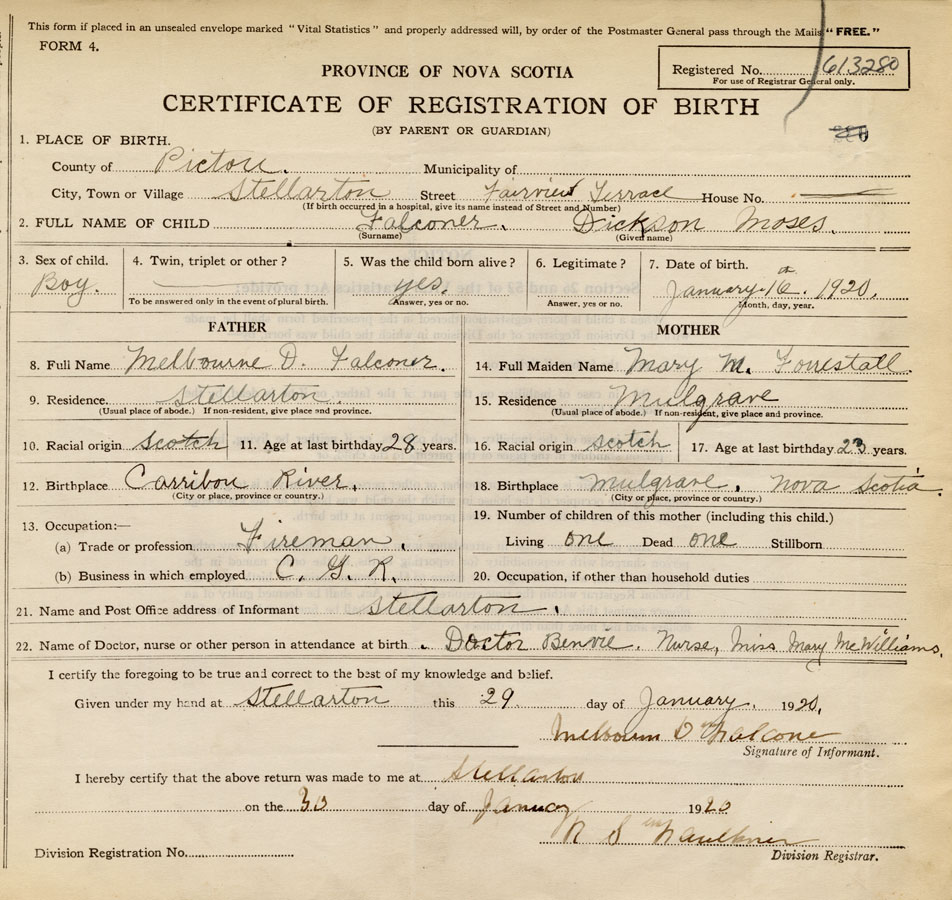 This form if placed in an unsealed envelope marked "Vital Statistics" and properly addressed will, by order of the Postmaster General pass through the Mails "FREE."
FORM 4.
Registered No. 613280
For use of Registrar General only.
PROVINCE OF NOVA SCOTIA
CERTIFICATE OF REGISTRATION OF BIRTH
(BY PARENT OR GUARDIAN)
1. PLACE OF BIRTH.
County of Pictou. Municipality of
City, Town or Village Stellarton Street Fairview Terrace House No.
(If birth occurred in a hospital, give its name instead of Street and Number)
2. FULL NAME OF CHILD Falconer. Dickson Moses.
(Surname) (Given name)
3. Sex of child. 4. Twin, triplet or other? 5. Was the child born alive? 6. Legitimate? 7. Date of birth.
Boy. yes. January. 16th. 1920.
To be answered only in the event of plural birth. Answer, yes or no. Answer, yes or no. Month, day, year.
FATHER MOTHER
8. Full Name Melbourne D. Falconer. 14. Full Maiden Name Mary M. Forrestall.
9. Residence. Stellarton. 15. Residence Mulgrave
(Usual place of abode.) If non-resident, give place and province. (Usual place of abode.) If non-resident, give place and province.
10. Racial origin Scotch 11. Age at last birthday 28 years. 16. Racial origin scotch 17. Age at last birthday 23 years.
12. Birthplace Carribou River. 18. Birthplace Mulgrave. Nova Scotia.
(City or place, province or country.) (City or place, province or country.)
13. Occupation:— 19. Number of children of this mother (including this child.)
(a) Trade or profession Fireman. Living one Dead one Stillborn
(b) Business in which employed C. G. R. 20. Occupation, if other than household duties
21. Name and Post Office address of Informant Stellarton.
22. Name of Doctor, nurse or other person in attendance at birth Doctor Benvie. Nurse, Miss Mary McWilliams.
I certify the foregoing to be true and correct to the best of my knowledge and belief.
Given under my hand at Stellarton this 29 day of January. 1920.
Melbourn D Falconer
Signature of Informant.
I hereby certify that the above return was made to me at Stellarton
on the 30 day of January 1920
R S Faulkner
Division Registration No. Division Registrar.